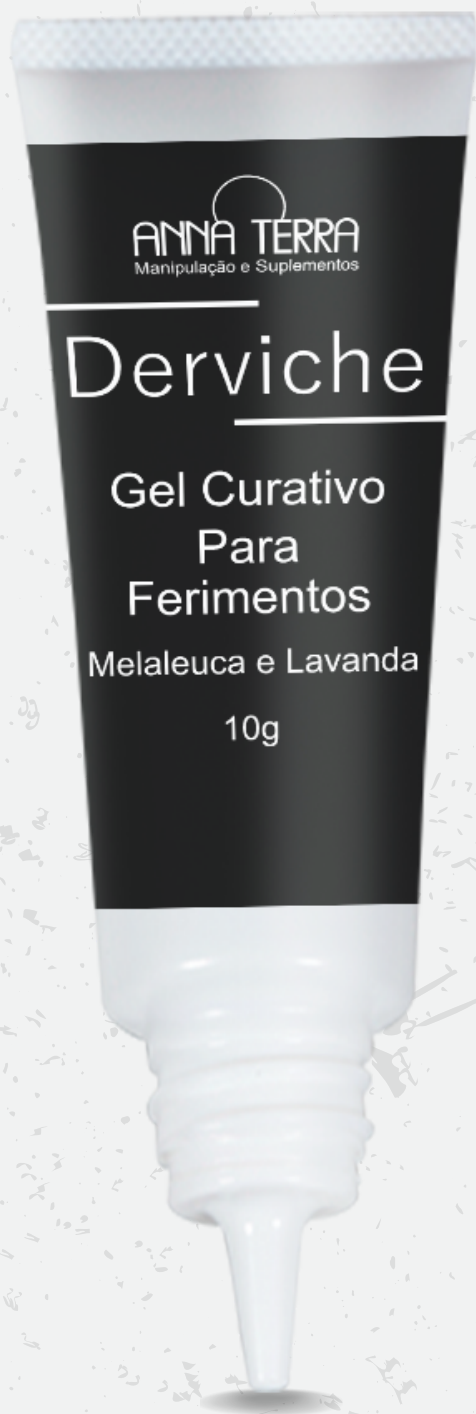 ANNA TERRA
Manipulação e Suplementos
Derviche
Gel Curativo
Para
Ferimentos
Melaleuca e Lavanda
10g